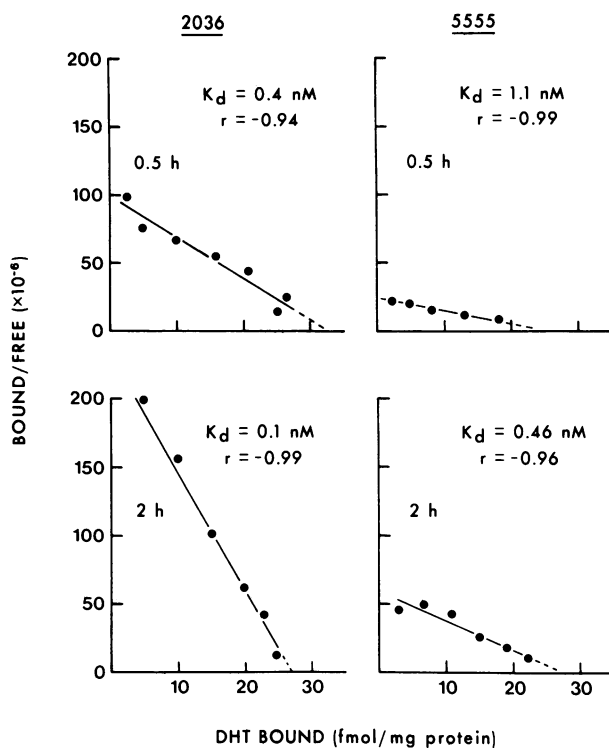 2036
5555
BOUND/FREE (×10⁻⁶)
200
150
100
50
0
Kd = 0.4 nM
r = -0.94
0.5 h
Kd = 1.1 nM
r = -0.99
0.5 h
200
150
100
50
0
Kd = 0.1 nM
r = -0.99
2 h
Kd = 0.46 nM
r = -0.96
2 h
10 20 30
10 20 30
DHT BOUND (fmol/mg protein)